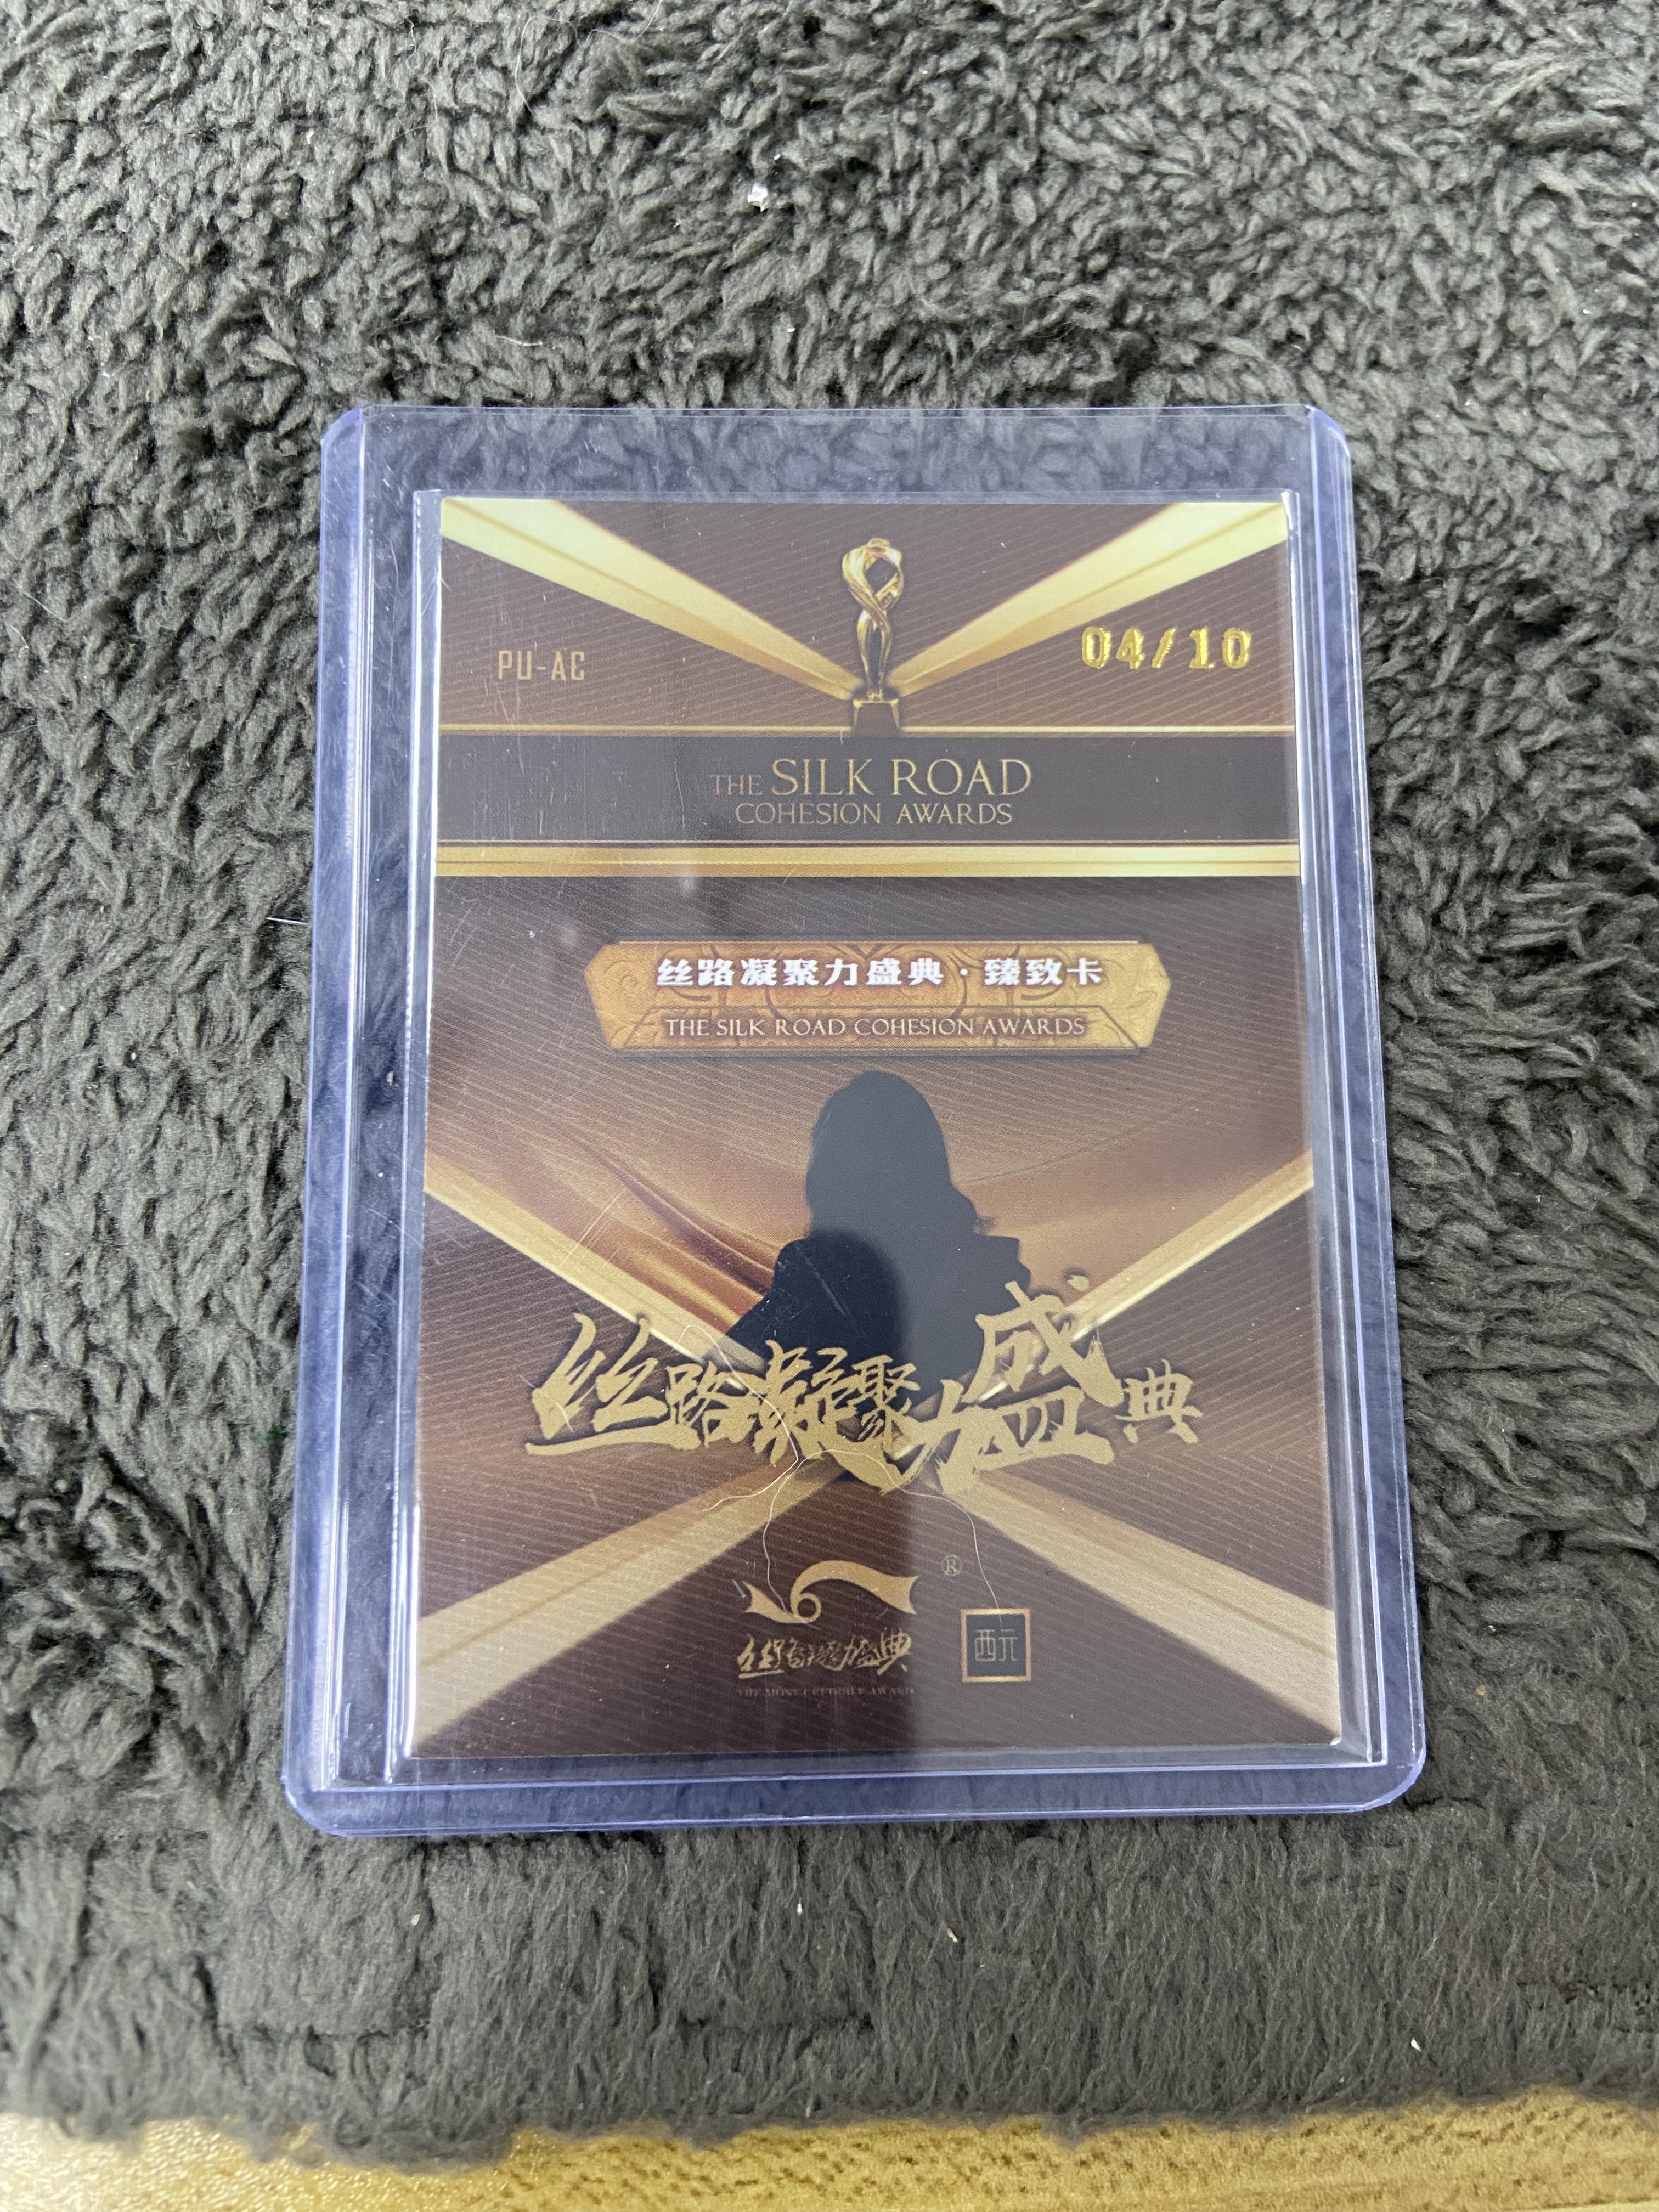 PU-AC
04/10
THE SILK ROAD
COHESION AWARDS
丝路凝聚力盛典·臻致卡
THE SILK ROAD COHESION AWARDS
丝路凝聚力盛典
®
丝路凝聚力盛典
西元